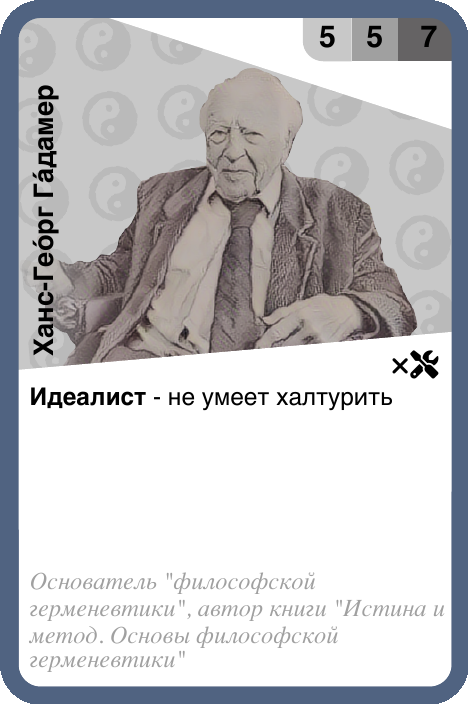 5 5 7
Ханс-Гео́рг Га́дамер
×
Идеалист - не умеет халтурить
Основатель "философской
герменевтики", автор книги "Истина и
метод. Основы философской
герменевтики"